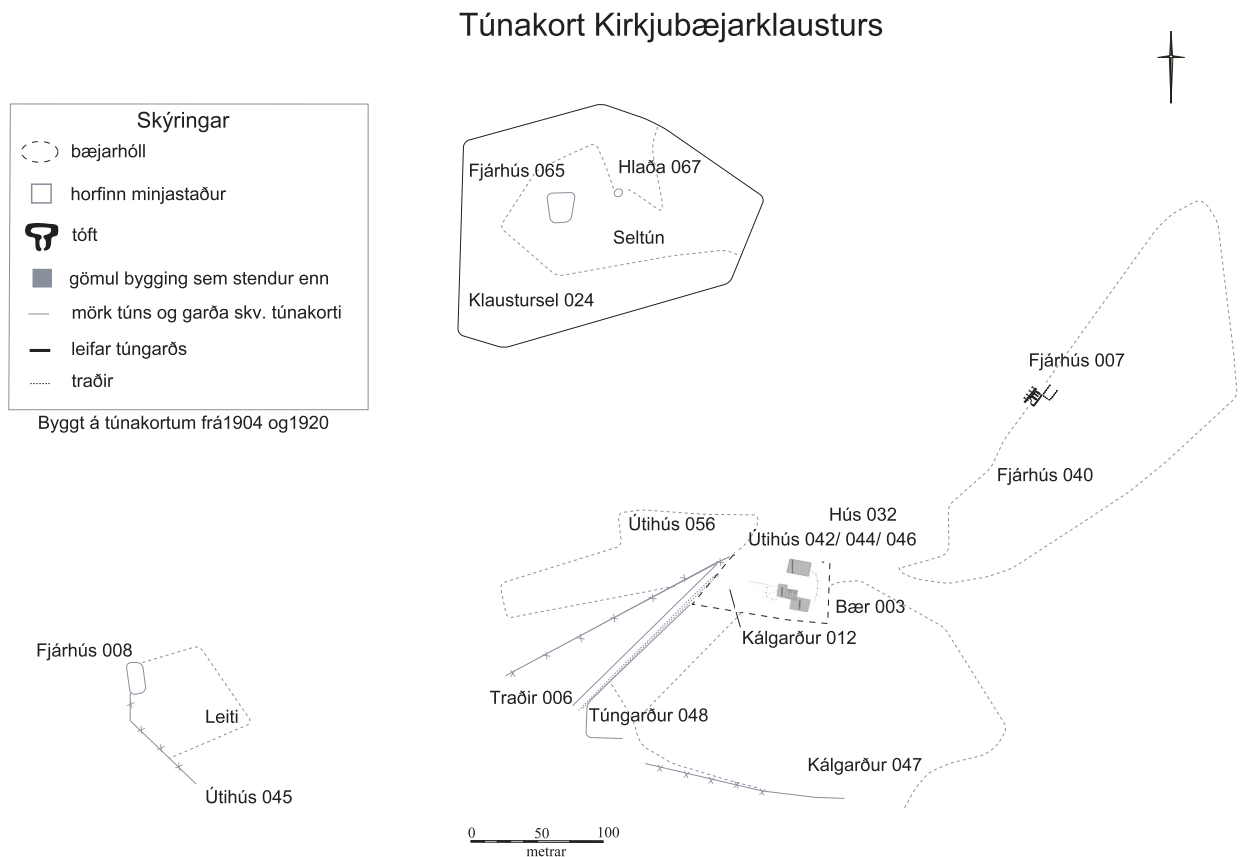 Túnakort Kirkjubæjarklausturs
Skýringar
bæjarhóll
horfinn minjastaður
tóft
gömul bygging sem stendur enn
mörk túns og garða skv. túnakorti
leifar túngarðs
traðir
Byggt á túnakortum frá1904 og1920
Fjárhús 065
Hlaða 067
Seltún
Klaustursel 024
Fjárhús 007
Fjárhús 040
Hús 032
Útihús 056
Útihús 042/ 044/ 046
Bær 003
Kálgarður 012
Fjárhús 008
Traðir 006
Leiti
Túngarður 048
Kálgarður 047
Útihús 045
0 50 100
metrar